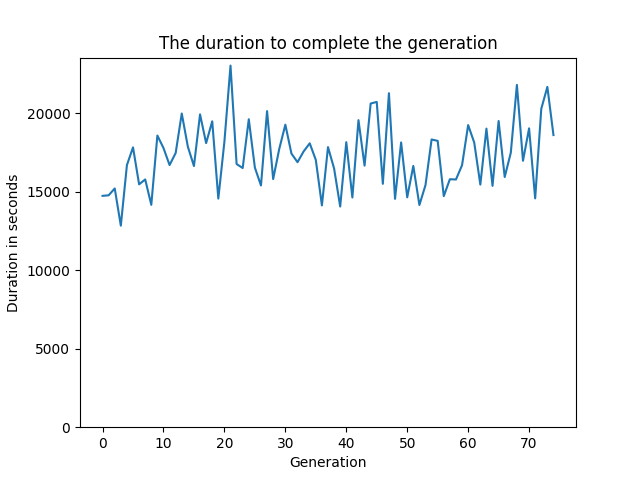 The duration to complete the generation
Duration in seconds
20000
15000
10000
5000
0
0 10 20 30 40 50 60 70
Generation